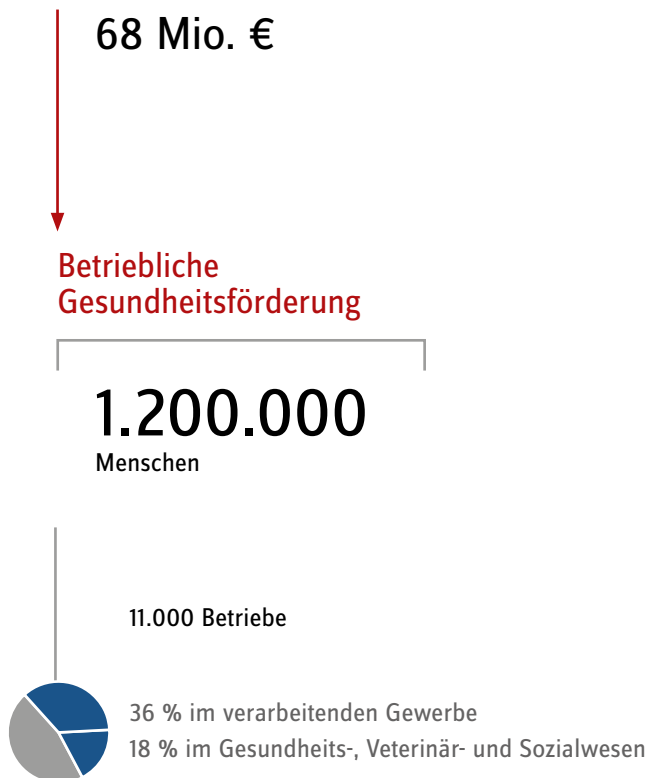 68 Mio. €
Betriebliche
Gesundheitsförderung
1.200.000
Menschen
11.000 Betriebe
36 % im verarbeitenden Gewerbe
18 % im Gesundheits-, Veterinär- und Sozialwesen